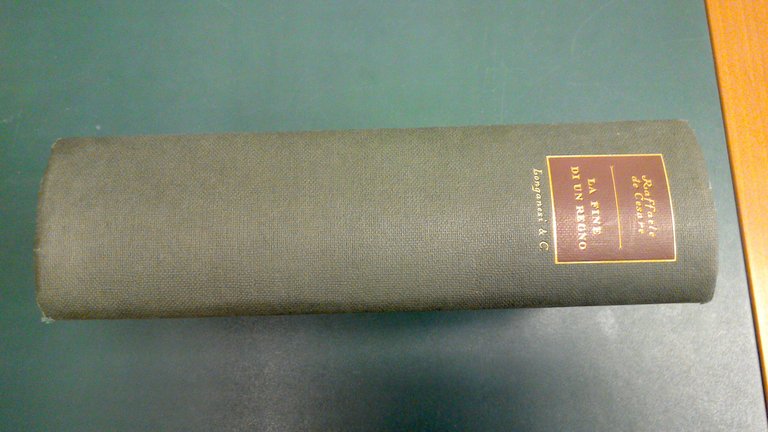 Raffaele
de Cesare
LA FINE
DI UN REGNO
Longanesi & C.